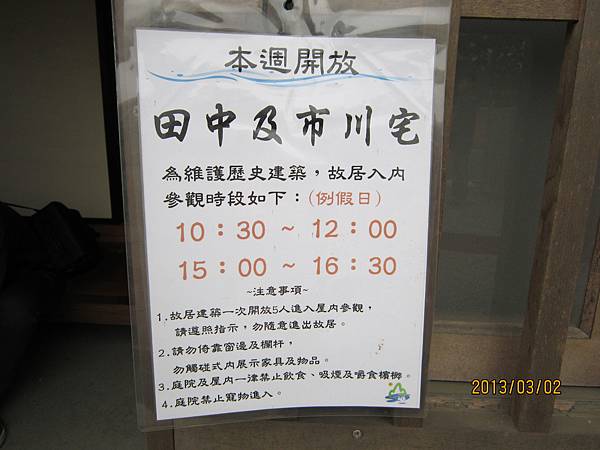 本週開放
田中及市川宅
為維護歷史建築，故居入內
參觀時段如下：(例假日)
10：30 ~ 12：00
15：00 ~ 16：30
~注意事項~
1.故居建築一次開放5人進入屋內參觀，
請遵照指示，勿隨意進出故居。
2.請勿倚靠窗邊及欄杆，
勿觸碰式內展示家具及物品。
3.庭院及屋內一律禁止飲食、吸煙及嚼食檳榔。
4.庭院禁止寵物進入。
2013/03/02